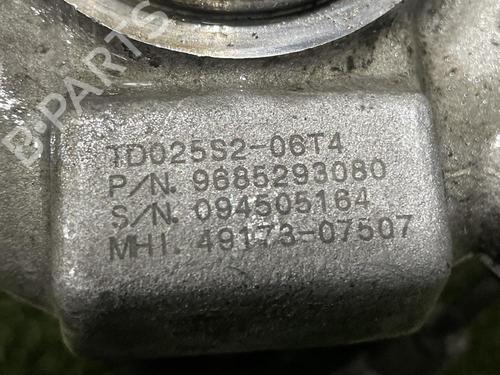 B-PARTS
TD025S2-06T4
P/N. 9685293080
S/N. 094505164
MHI. 49173-07507